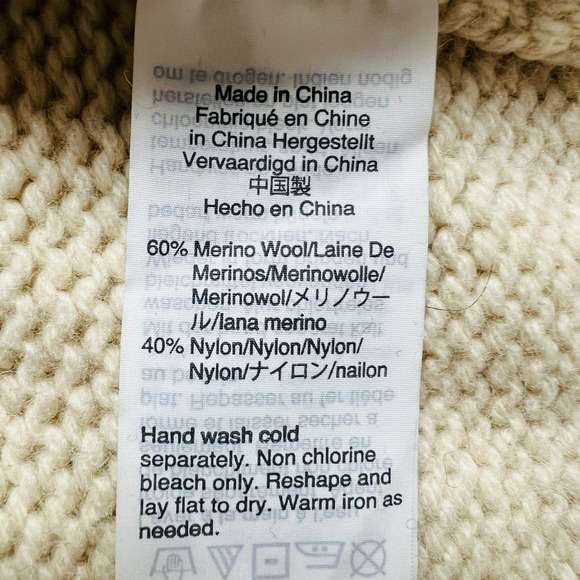 Made in China
Fabriqué en Chine
in China Hergestellt
Vervaardigd in China
中国製
Hecho en China
60% Merino Wool/Laine De
Merinos/Merinowolle/
Merinowol/メリノウー
ル/lana merino
40% Nylon/Nylon/Nylon/
Nylon/ナイロン/nailon
Hand wash cold
separately. Non chlorine
bleach only. Reshape and
lay flat to dry. Warm iron as
needed.